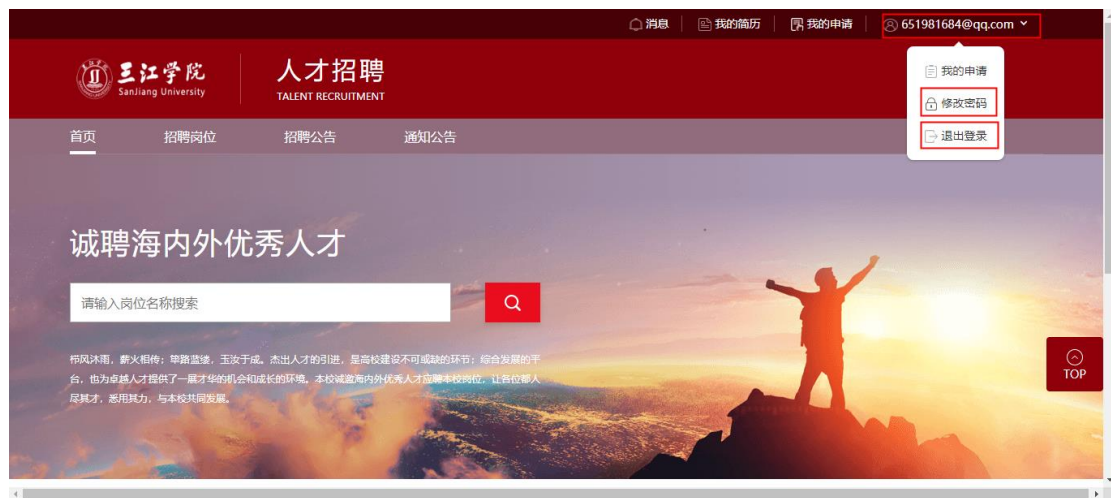 消息
我的简历
我的申请
651981684@qq.com
三江学院
SanJiang University
人才招聘
TALENT RECRUITMENT
我的申请
修改密码
退出登录
首页
招聘岗位
招聘公告
通知公告
诚聘海内外优秀人才
请输入岗位名称搜索
栉风沐雨，薪火相传；筚路蓝缕，玉汝于成。杰出人才的引进，是高校建设不可或缺的环节；综合发展的平
台，也为卓越人才提供了一展才华的机会和成长的环境。本校诚邀海内外优秀人才应聘本校岗位，让各位都人
尽其才，悉用其力，与本校共同发展。
TOP